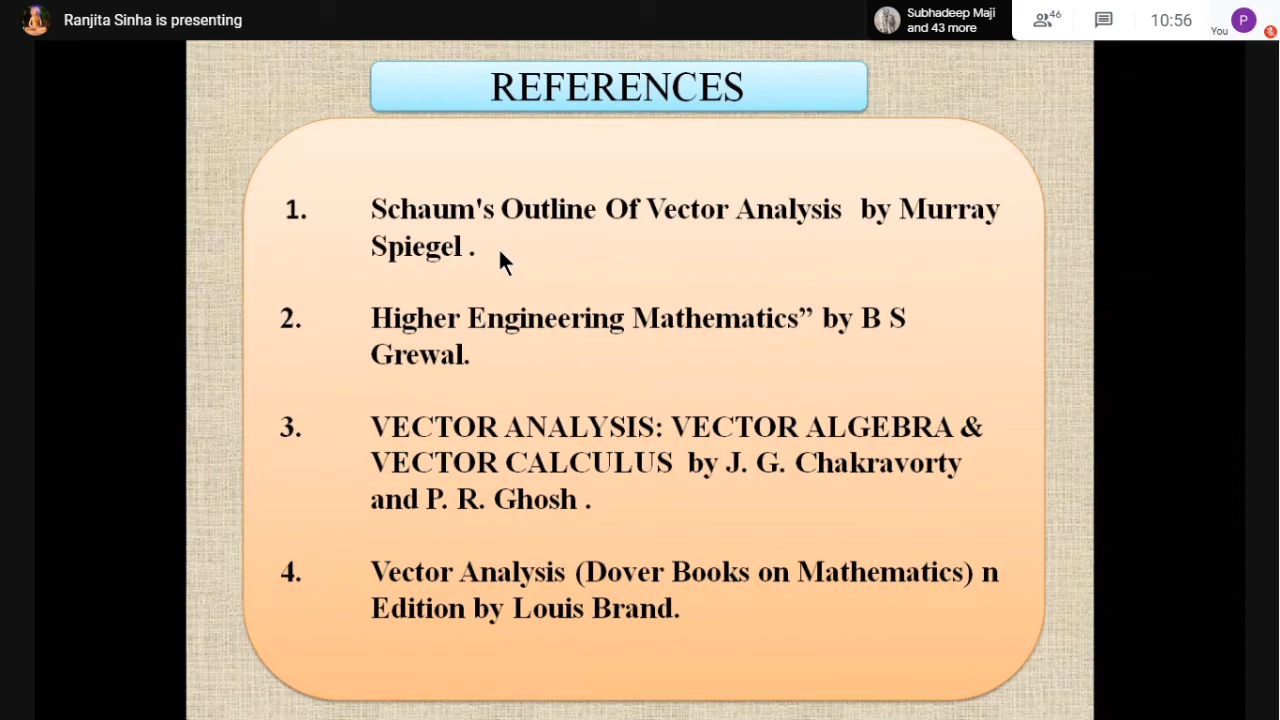 Ranjita Sinha is presenting
Subhadeep Maji
and 43 more
46
10:56
You
P
REFERENCES
1. Schaum's Outline Of Vector Analysis by Murray
Spiegel .
2. Higher Engineering Mathematics” by B S
Grewal.
3. VECTOR ANALYSIS: VECTOR ALGEBRA &
VECTOR CALCULUS by J. G. Chakravorty
and P. R. Ghosh .
4. Vector Analysis (Dover Books on Mathematics) n
Edition by Louis Brand.